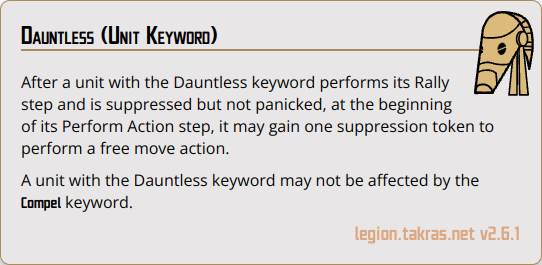 Dauntless (Unit Keyword)
After a unit with the Dauntless keyword performs its Rally
step and is suppressed but not panicked, at the beginning
of its Perform Action step, it may gain one suppression token to
perform a free move action.
A unit with the Dauntless keyword may not be affected by the
Compel keyword.
legion.takras.net v2.6.1